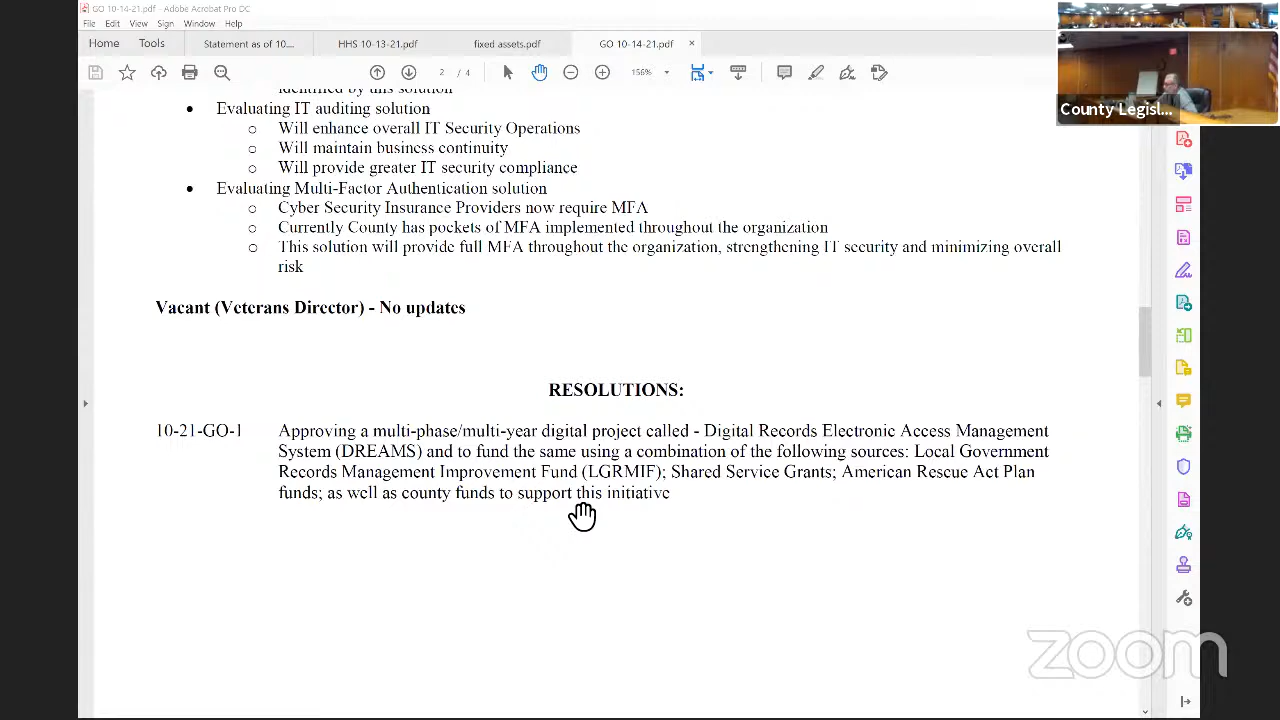 GO 10-14-21.pdf - Adobe Acrobat Pro DC
File Edit View Sign Window Help
Home Tools Statement as of 10... HHS 10-13-21.pdf fixed assets.pdf GO 10-14-21.pdf ×
2 / 4 156%
County Legisl...
identified by this solution
• Evaluating IT auditing solution
o Will enhance overall IT Security Operations
o Will maintain business continuity
o Will provide greater IT security compliance
• Evaluating Multi-Factor Authentication solution
o Cyber Security Insurance Providers now require MFA
o Currently County has pockets of MFA implemented throughout the organization
o This solution will provide full MFA throughout the organization, strengthening IT security and minimizing overall
risk
Vacant (Veterans Director) - No updates
RESOLUTIONS:
10-21-GO-1 Approving a multi-phase/multi-year digital project called - Digital Records Electronic Access Management
System (DREAMS) and to fund the same using a combination of the following sources: Local Government
Records Management Improvement Fund (LGRMIF); Shared Service Grants; American Rescue Act Plan
funds; as well as county funds to support this initiative
zoom